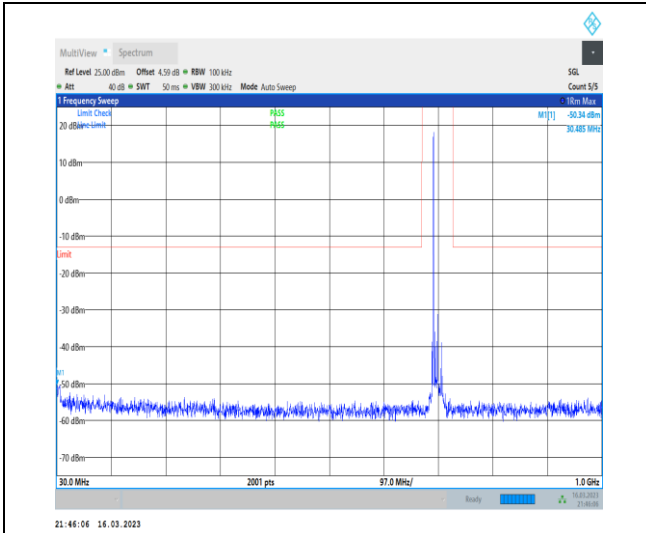 MultiView Spectrum
Ref Level 25.00 dBm Offset 4.59 dB RBW 100 kHz SGL
Att 40 dB SWT 50 ms VBW 300 kHz Mode Auto Sweep Count 5/5
1 Frequency Sweep 1Rm Max
Limit Check PASS M1[1] -50.34 dBm
20 dBm Line Limit PASS 30.485 MHz
10 dBm
0 dBm
-10 dBm
Limit
-20 dBm
-30 dBm
-40 dBm
M1
-50 dBm
-60 dBm
-70 dBm
30.0 MHz 2001 pts 97.0 MHz/ 1.0 GHz
Ready 16.03.2023
21:46:06
21:46:06 16.03.2023